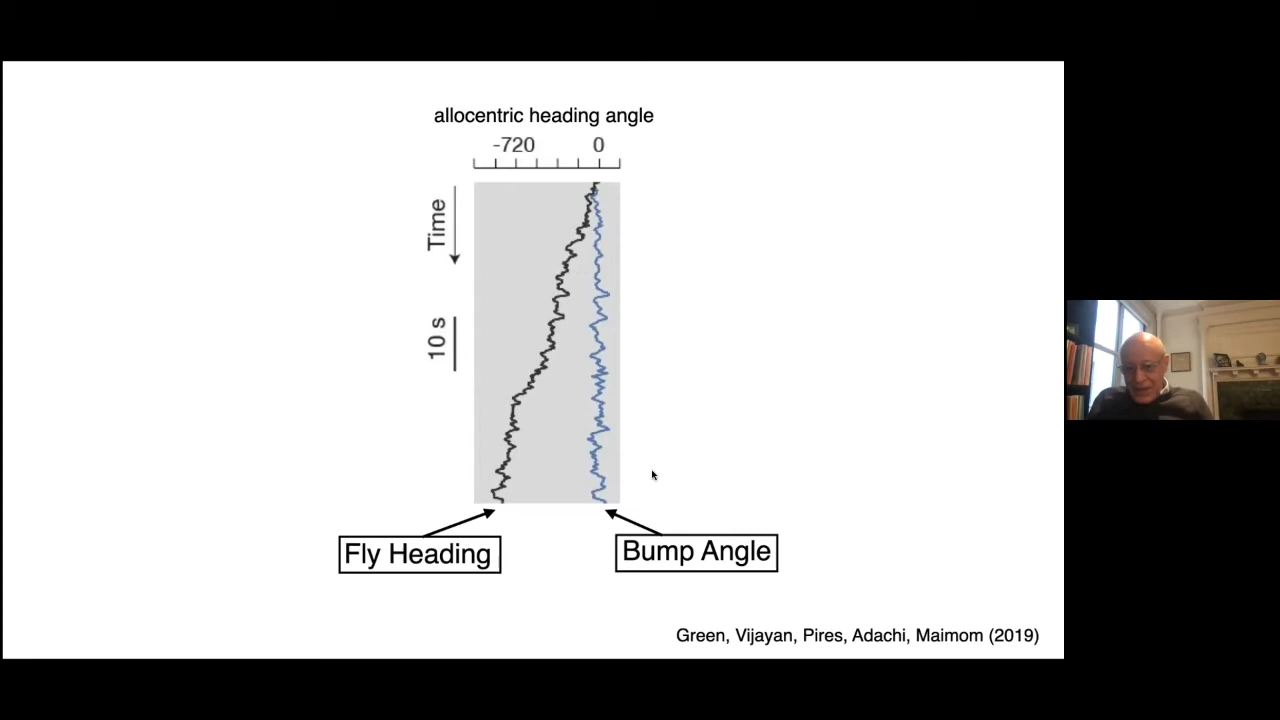 allocentric heading angle
-720 0
Time
10 s
Fly Heading
Bump Angle
Green, Vijayan, Pires, Adachi, Maimom (2019)